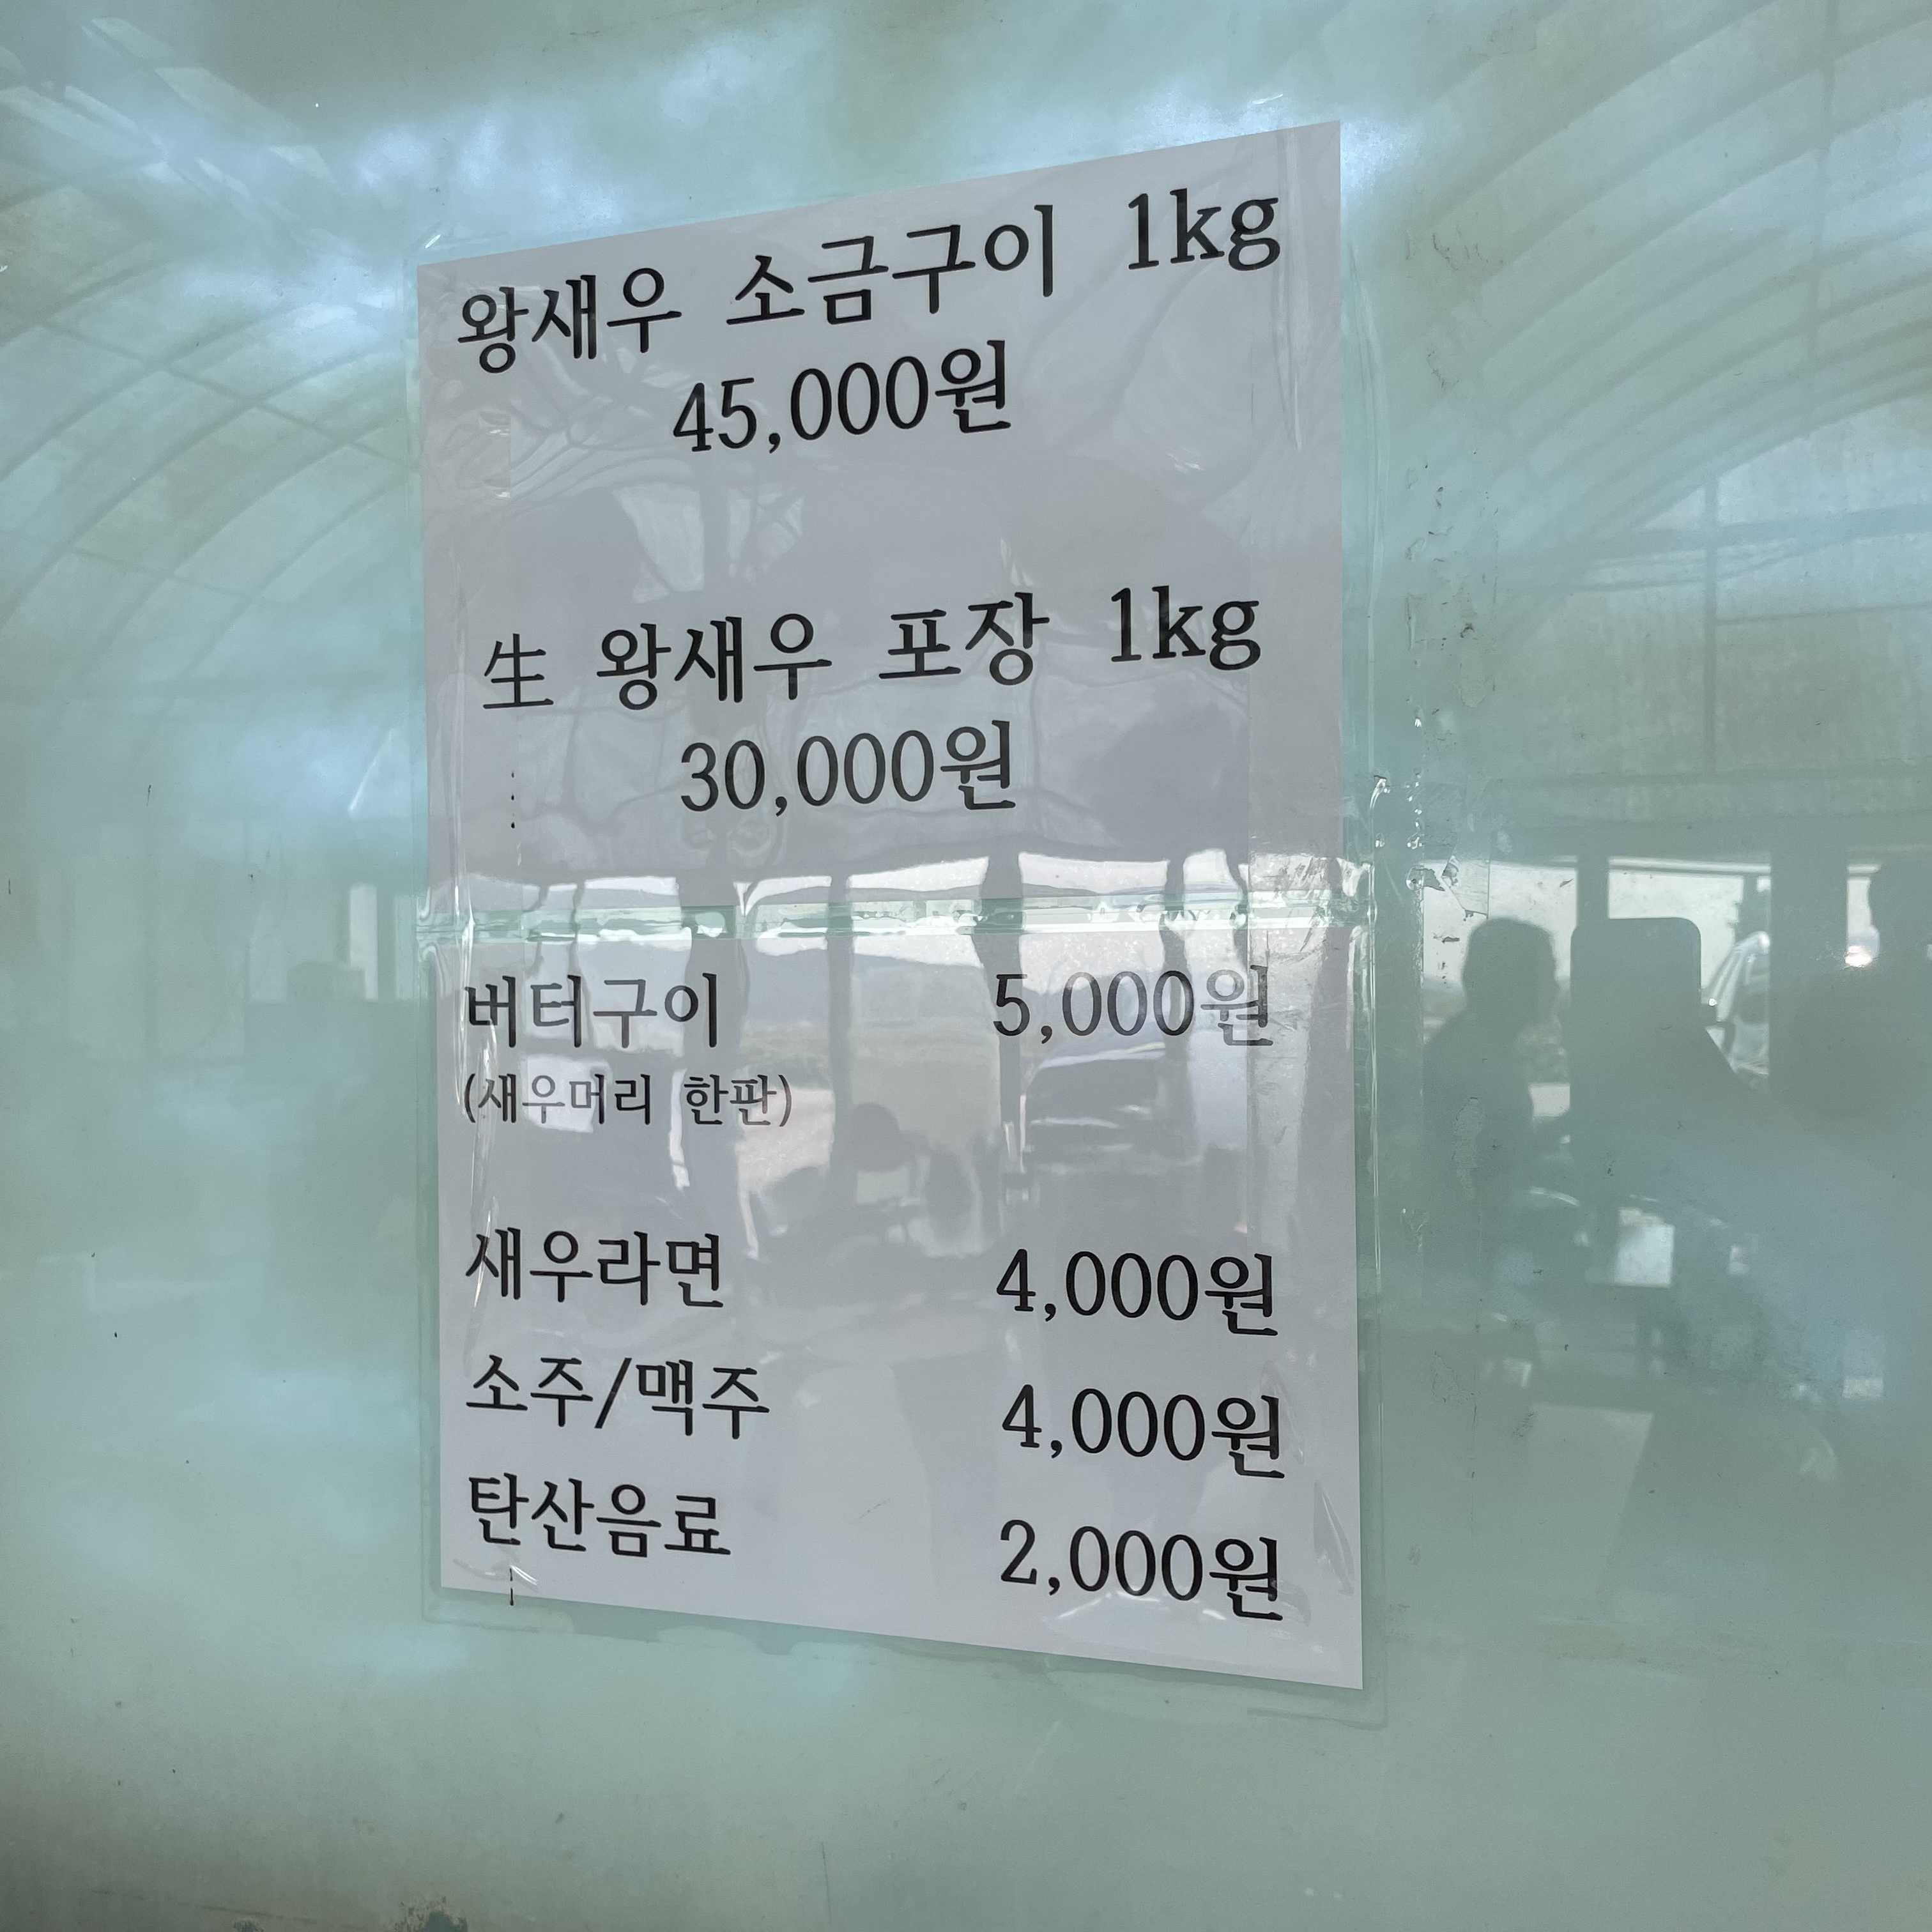 왕새우 소금구이 1kg
45,000원
生 왕새우 포장 1kg
30,000원
버터구이 5,000원
(새우머리 한판)
새우라면 4,000원
소주/맥주 4,000원
탄산음료 2,000원